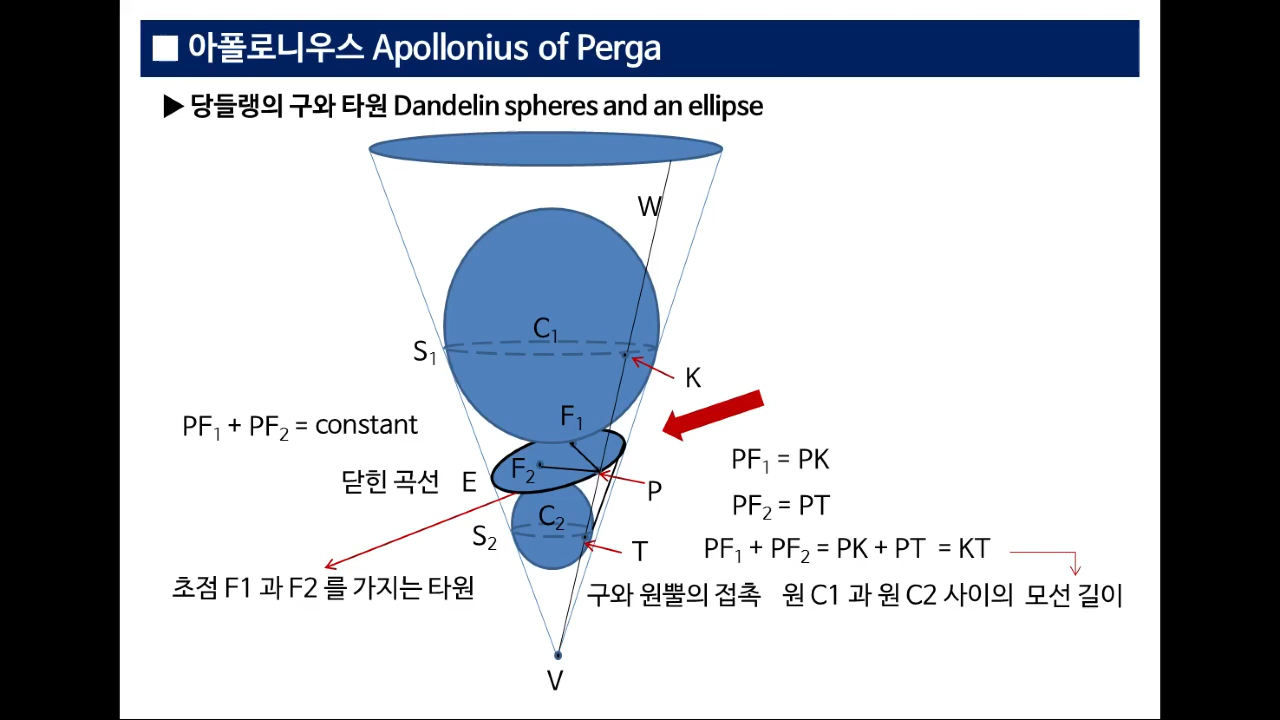 ■ 아폴로니우스 Apollonius of Perga
▶ 당들랭의 구와 타원 Dandelin spheres and an ellipse
W
C₁
S₁
K
F₁
PF₁ + PF₂ = constant
PF₁ = PK
F₂
닫힌 곡선 E
P
PF₂ = PT
C₂
S₂
T
PF₁ + PF₂ = PK + PT = KT
초점 F1 과 F2 를 가지는 타원
구와 원뿔의 접촉 원 C1 과 원 C2 사이의 모선 길이
V